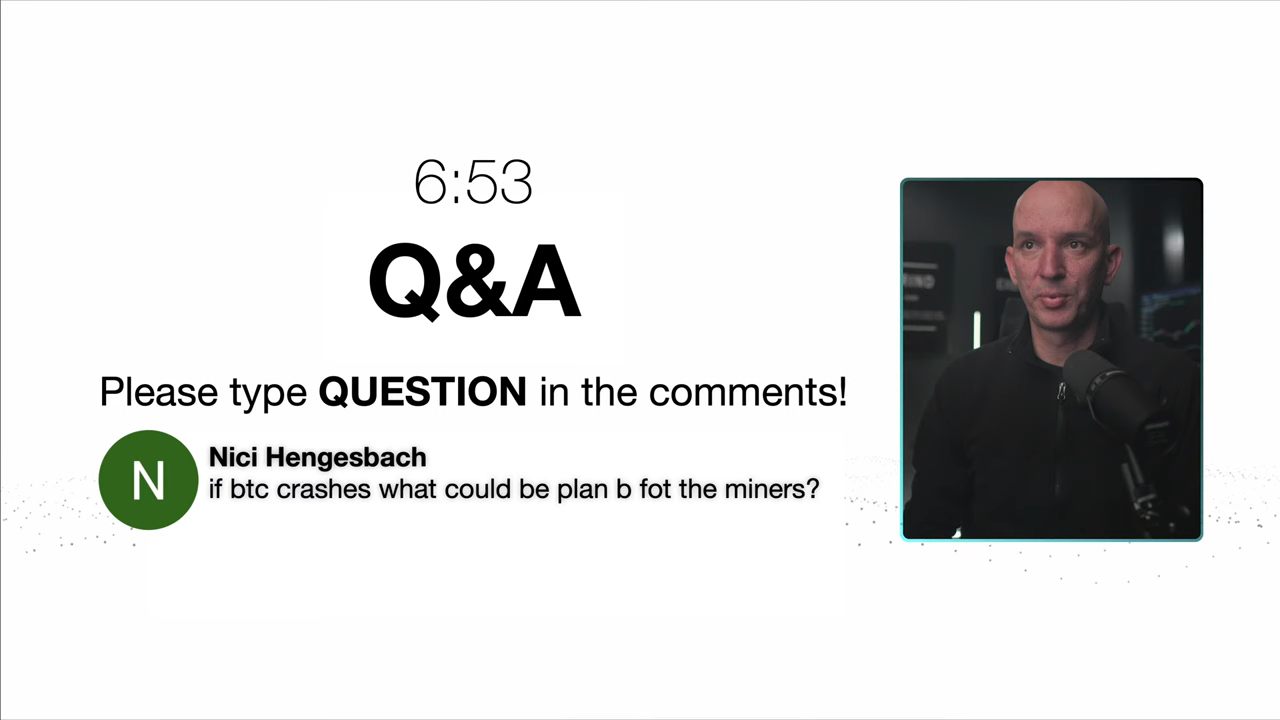 6:53
Q&A
Please type QUESTION in the comments!
N
Nici Hengesbach
if btc crashes what could be plan b fot the miners?